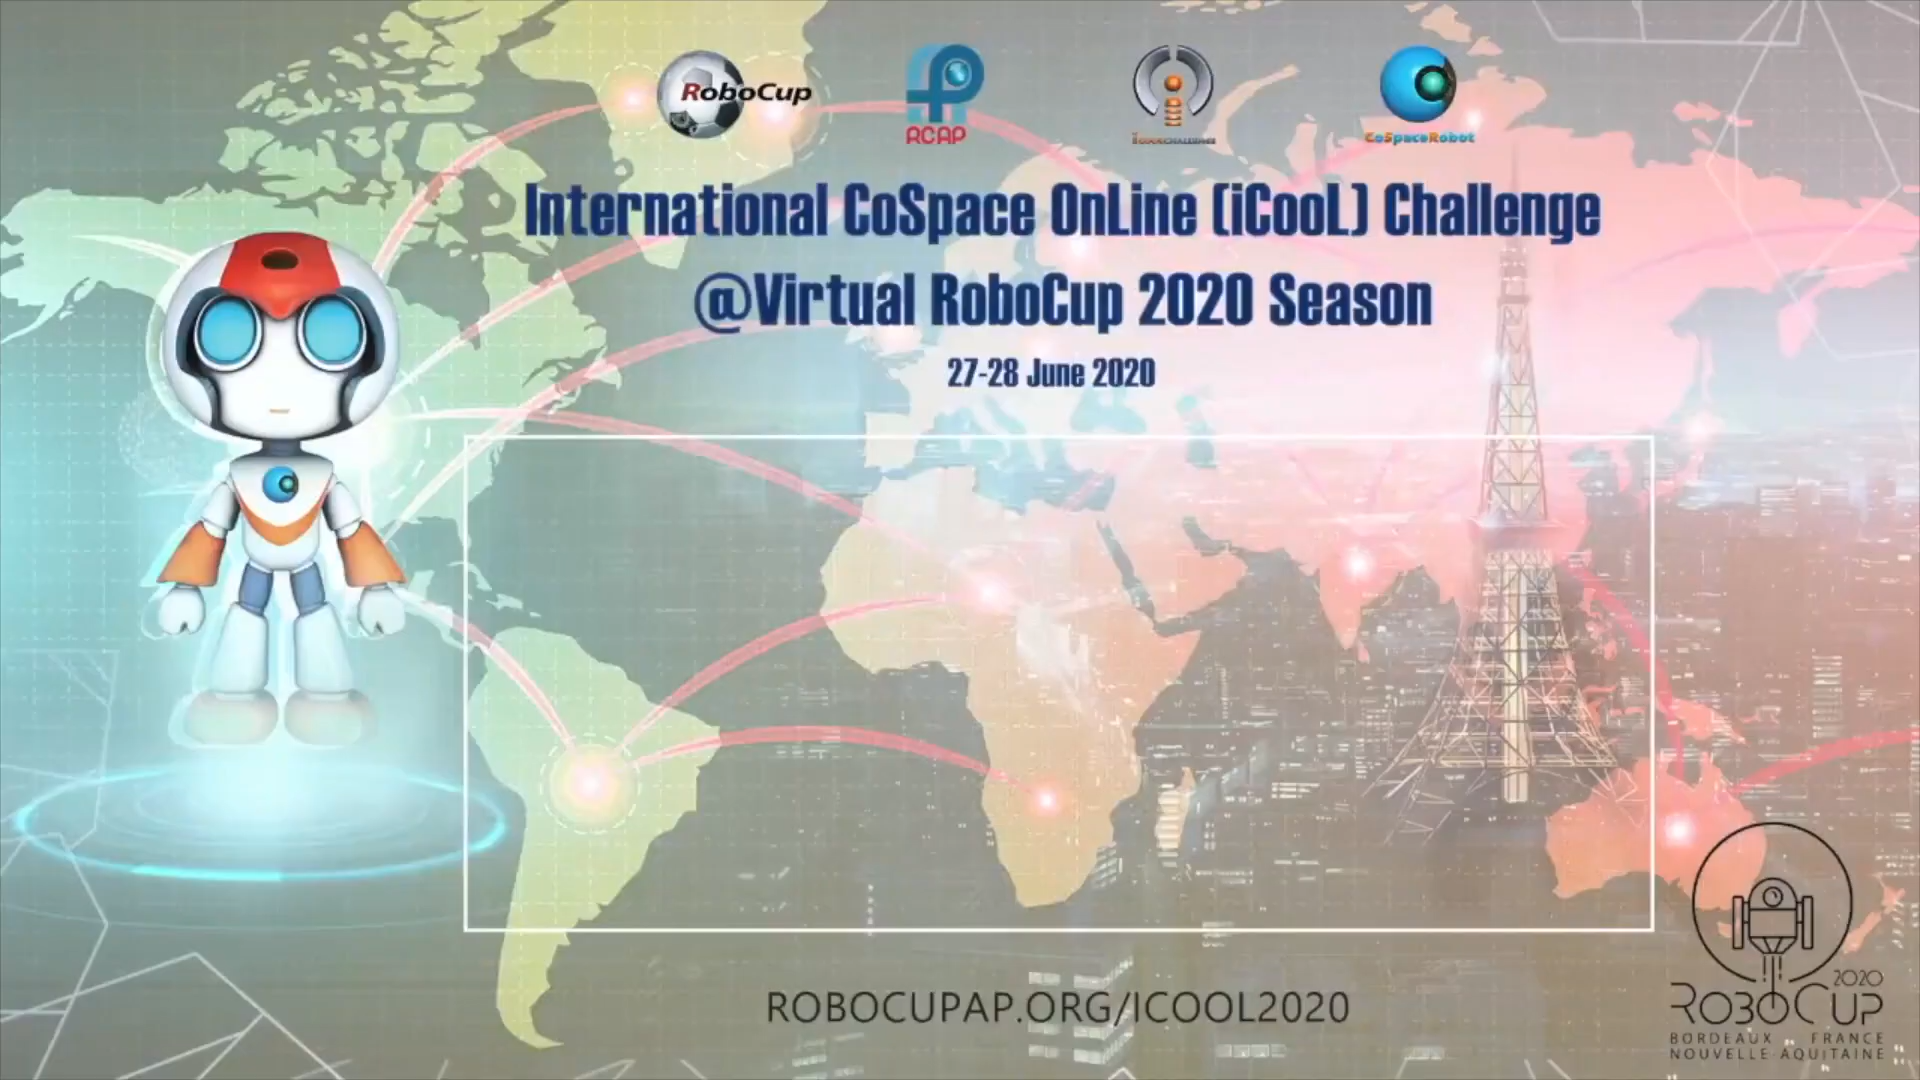 RoboCup
RCAP
CoSpaceRobot
International CoSpace OnLine (iCooL) Challenge
@Virtual RoboCup 2020 Season
27-28 June 2020
ROBOCUPAP.ORG/ICOOL2020
2020
ROBOCUP
BORDEAUX FRANCE
NOUVELLE-AQUITAINE